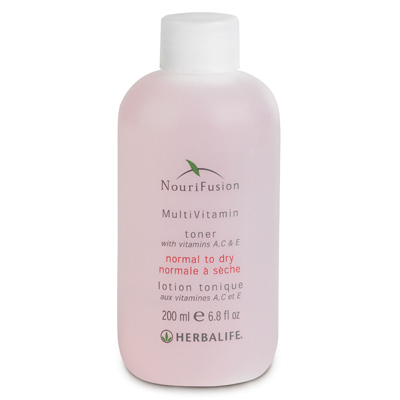 NouriFusion
MultiVitamin
toner
with vitamins A,C & E
normal to dry
normale à sèche
lotion tonique
aux vitamines A,C et E
200 ml e 6.8 fl oz
HERBALIFE.